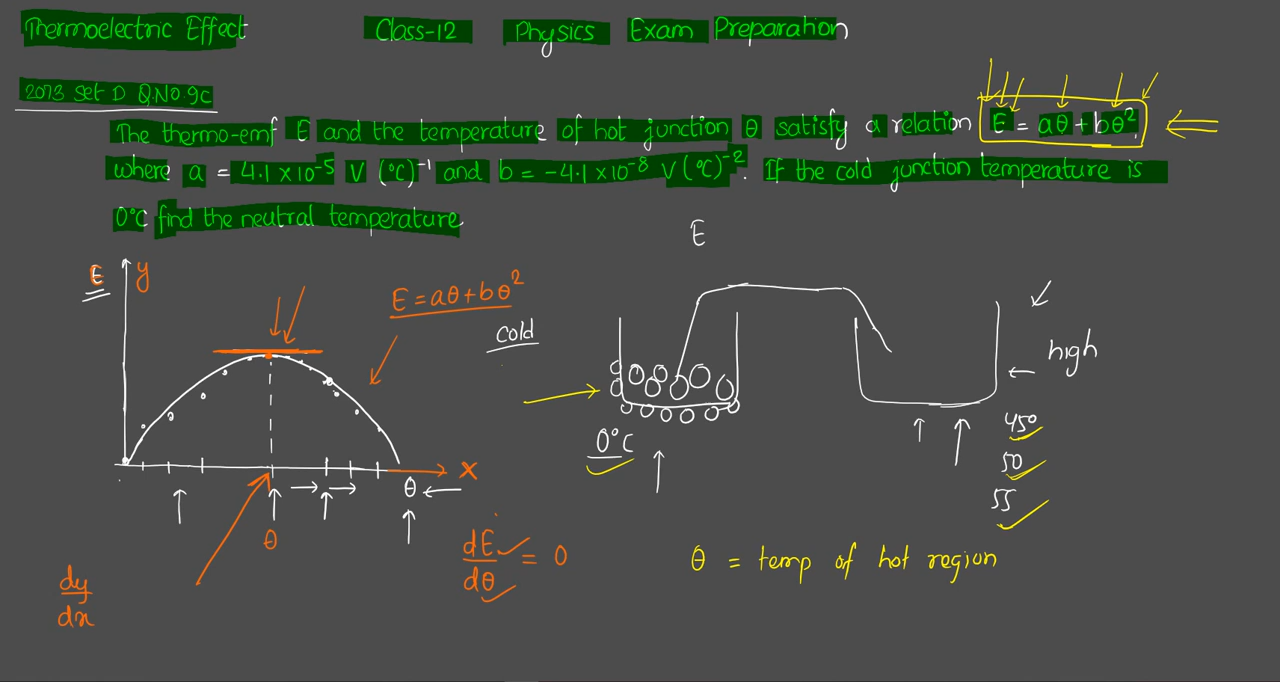 Thermoelectric Effect Class-12 Physics Exam Preparation
2073 Set D Q.No.9c
The thermo-emf E and the temperature of hot junction θ satisfy a relation E = aθ + bθ²,
where a = 4.1 × 10⁻⁵ V (°C)⁻¹ and b = -4.1 × 10⁻⁸ V (°C)⁻². If the cold junction temperature is
0°C find the neutral temperature
E
E y
E = aθ + bθ²
cold
high
0°C
450
50
55
x
θ
θ
dE/dθ = 0
θ = temp of hot region
dy/dx